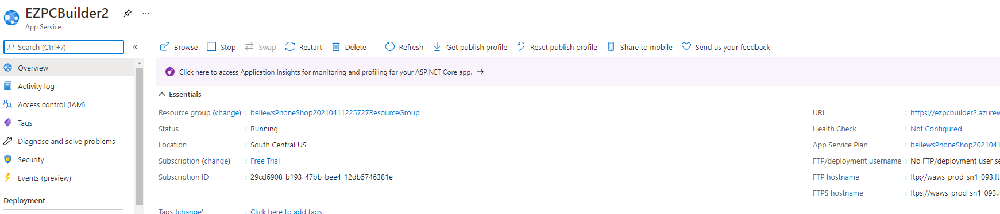 EZPCBuilder2
App Service
Search (Ctrl+/)
Overview
Activity log
Access control (IAM)
Tags
Diagnose and solve problems
Security
Events (preview)
Deployment
Browse Stop Swap Restart Delete Refresh Get publish profile Reset publish profile Share to mobile Send us your feedback
Click here to access Application Insights for monitoring and profiling for your ASP.NET Core app. →
Essentials
Resource group (change) : bellewsPhoneShop20210411225727ResourceGroup
Status : Running
Location : South Central US
Subscription (change) : Free Trial
Subscription ID : 29cd6908-b193-47bb-bee4-12db5746381e
Tags (change) : Click here to add tags
URL : https://ezpcbuilder2.azurew
Health Check : Not Configured
App Service Plan : bellewsPhoneShop2021041
FTP/deployment username : No FTP/deployment user se
FTP hostname : ftp://waws-prod-sn1-093.ft
FTPS hostname : ftps://waws-prod-sn1-093.f